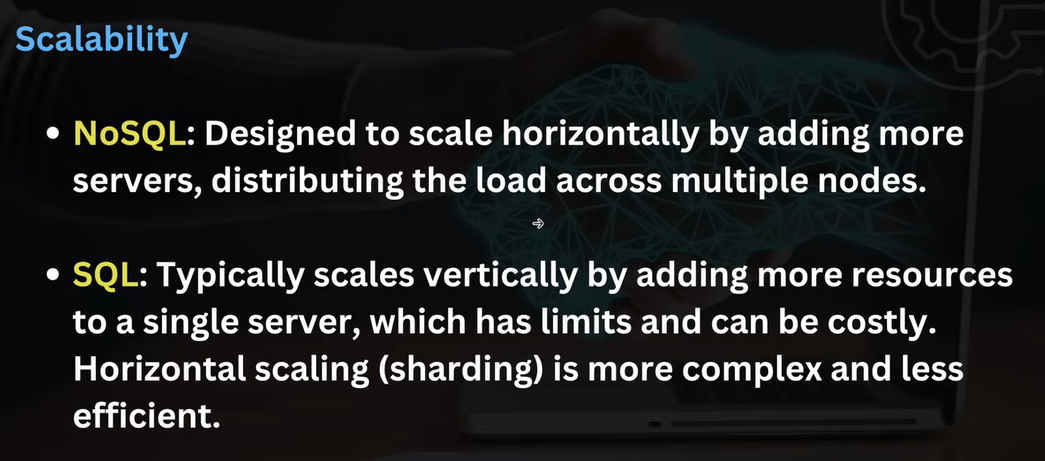 Scalability
• NoSQL: Designed to scale horizontally by adding more
servers, distributing the load across multiple nodes.
• SQL: Typically scales vertically by adding more resources
to a single server, which has limits and can be costly.
Horizontal scaling (sharding) is more complex and less
efficient.